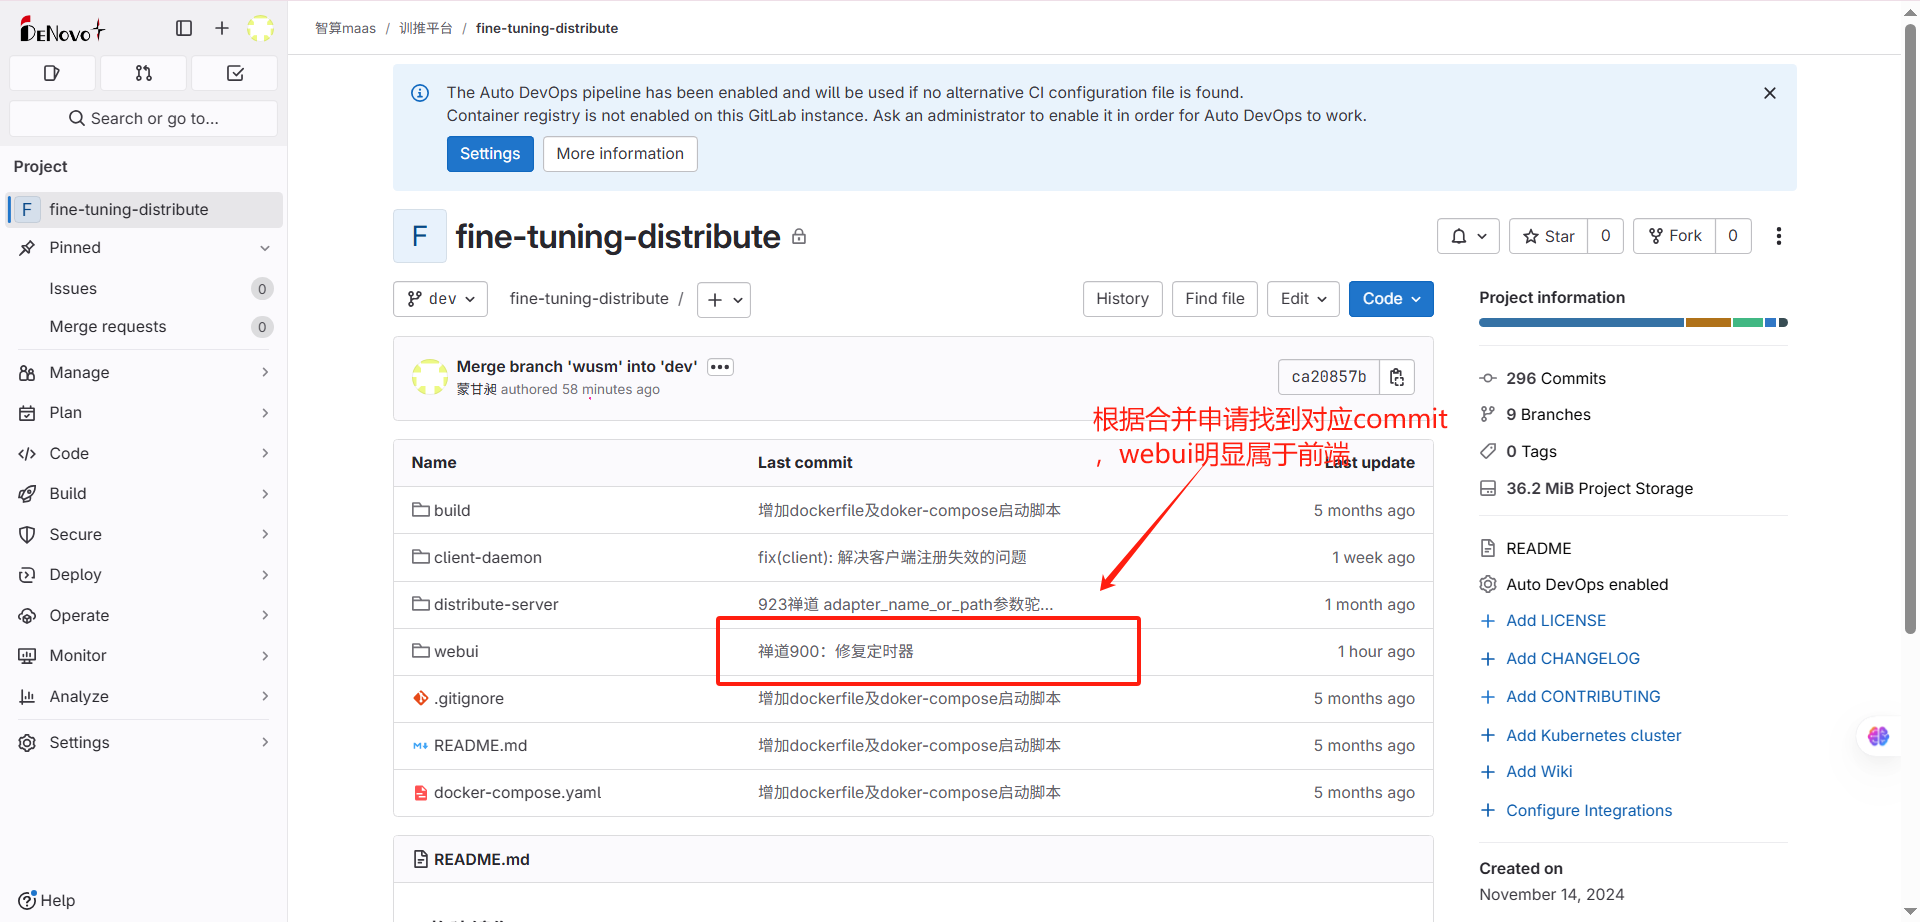 DeNovo+
Search or go to...
Project
F fine-tuning-distribute
Pinned
Issues 0
Merge requests 0
Manage
Plan
Code
Build
Secure
Deploy
Operate
Monitor
Analyze
Settings
Help
智算maas / 训推平台 / fine-tuning-distribute
The Auto DevOps pipeline has been enabled and will be used if no alternative CI configuration file is found.
Container registry is not enabled on this GitLab instance. Ask an administrator to enable it in order for Auto DevOps to work.
Settings More information
F fine-tuning-distribute
Star 0 Fork 0
dev fine-tuning-distribute / +
History Find file Edit Code
Merge branch 'wusm' into 'dev'
蒙甘昶 authored 58 minutes ago
ca20857b
根据合并申请找到对应commit
，webui明显属于前端
Name Last commit Last update
build 增加dockerfile及doker-compose启动脚本 5 months ago
client-daemon fix(client): 解决客户端注册失效的问题 1 week ago
distribute-server 923禅道 adapter_name_or_path参数驼... 1 month ago
webui 禅道900：修复定时器 1 hour ago
.gitignore 增加dockerfile及doker-compose启动脚本 5 months ago
README.md 增加dockerfile及doker-compose启动脚本 5 months ago
docker-compose.yaml 增加dockerfile及doker-compose启动脚本 5 months ago
README.md
Project information
296 Commits
9 Branches
0 Tags
36.2 MiB Project Storage
README
Auto DevOps enabled
+ Add LICENSE
+ Add CHANGELOG
+ Add CONTRIBUTING
+ Add Kubernetes cluster
+ Add Wiki
+ Configure Integrations
Created on
November 14, 2024